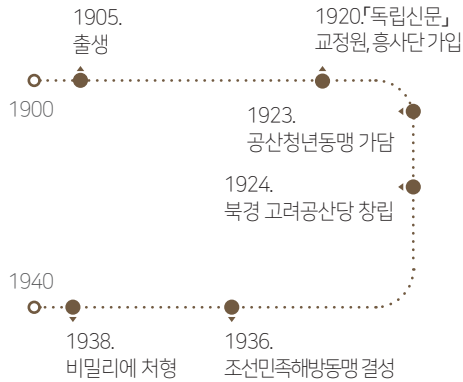 1905.
출생
1920.「독립신문」
교정원, 흥사단 가입
1900
1923.
공산청년동맹 가담
1924.
북경 고려공산당 창립
1940
1938.
비밀리에 처형
1936.
조선민족해방동맹 결성